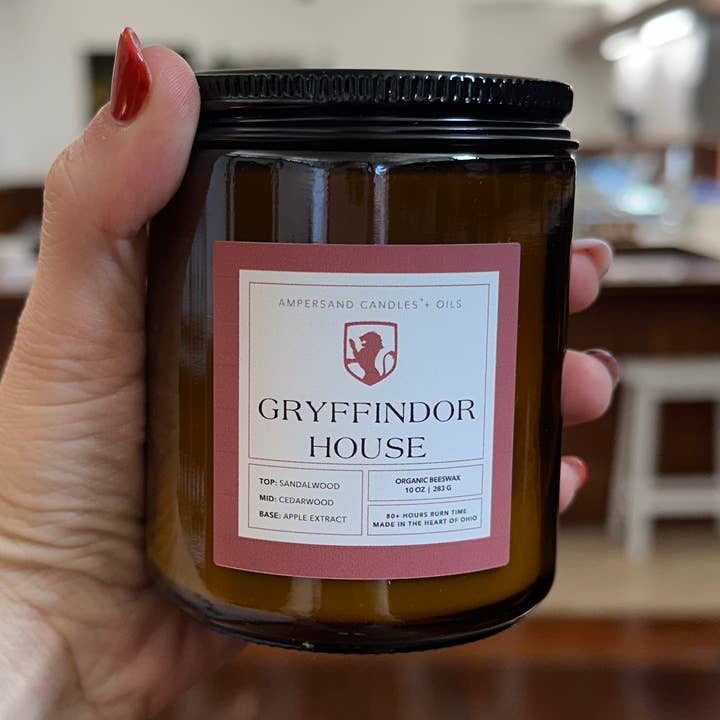 AMPERSAND CANDLES + OILS
GRYFFINDOR
HOUSE
TOP: SANDALWOOD
MID: CEDARWOOD
BASE: APPLE EXTRACT
ORGANIC BEESWAX
10 OZ | 283 G
80+ HOURS BURN TIME
MADE IN THE HEART OF OHIO